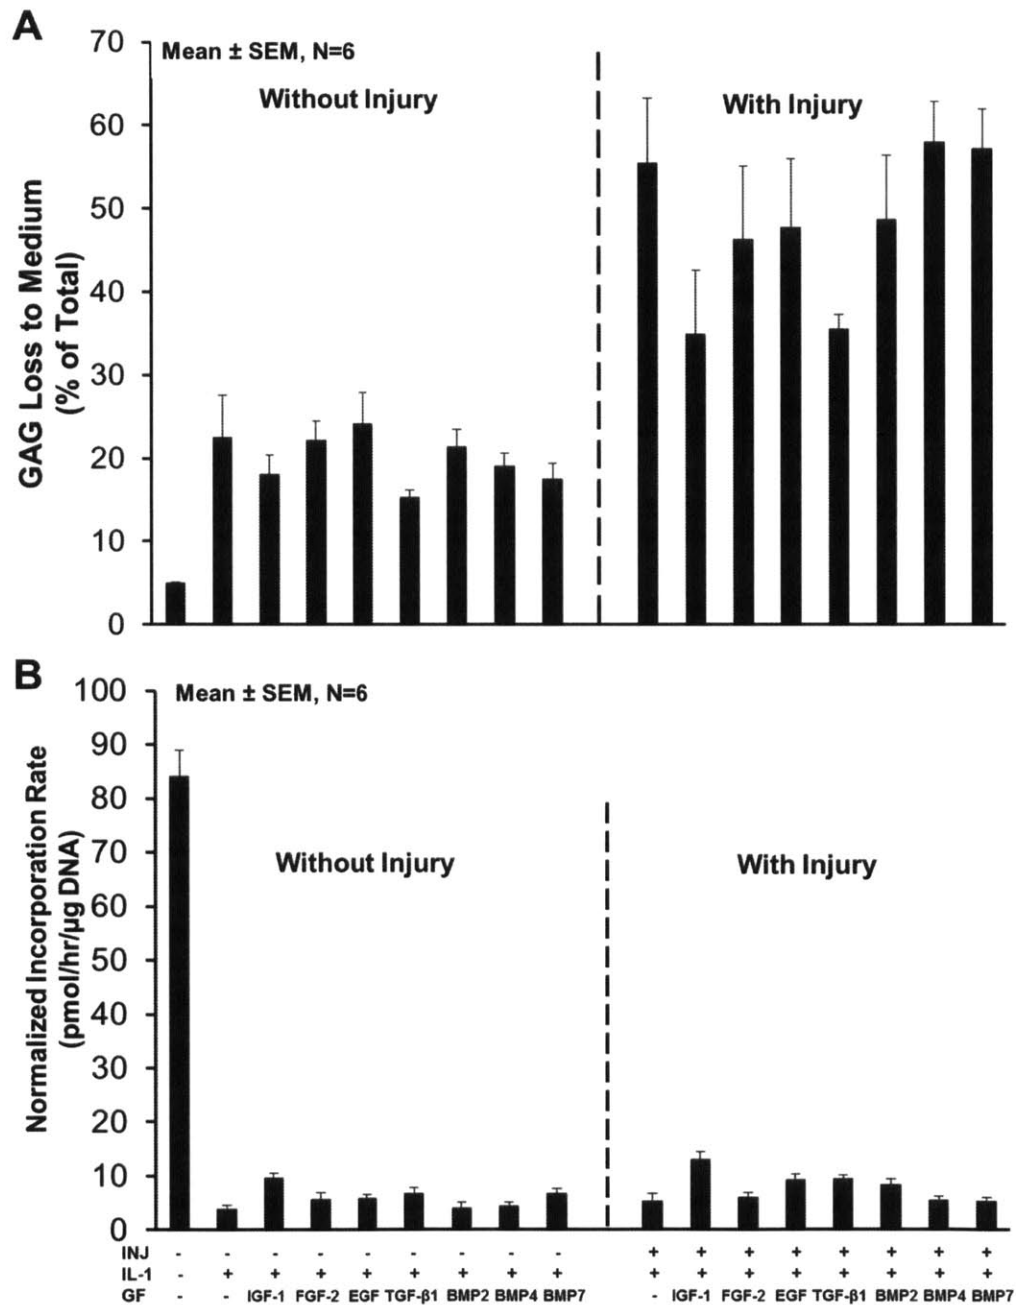 A
70
Mean ± SEM, N=6
Without Injury
With Injury
60
50
40
30
20
10
0
GAG Loss to Medium
(% of Total)
B
100
Mean ± SEM, N=6
90
80
70
Without Injury
With Injury
60
50
40
30
20
10
0
Normalized Incorporation Rate
(pmol/hr/µg DNA)
INJ - - - - - - - - - + + + + + + + +
IL-1 - + + + + + + + + + + + + + + + +
GF - - IGF-1 FGF-2 EGF TGF-β1 BMP2 BMP4 BMP7 - IGF-1 FGF-2 EGF TGF-β1 BMP2 BMP4 BMP7